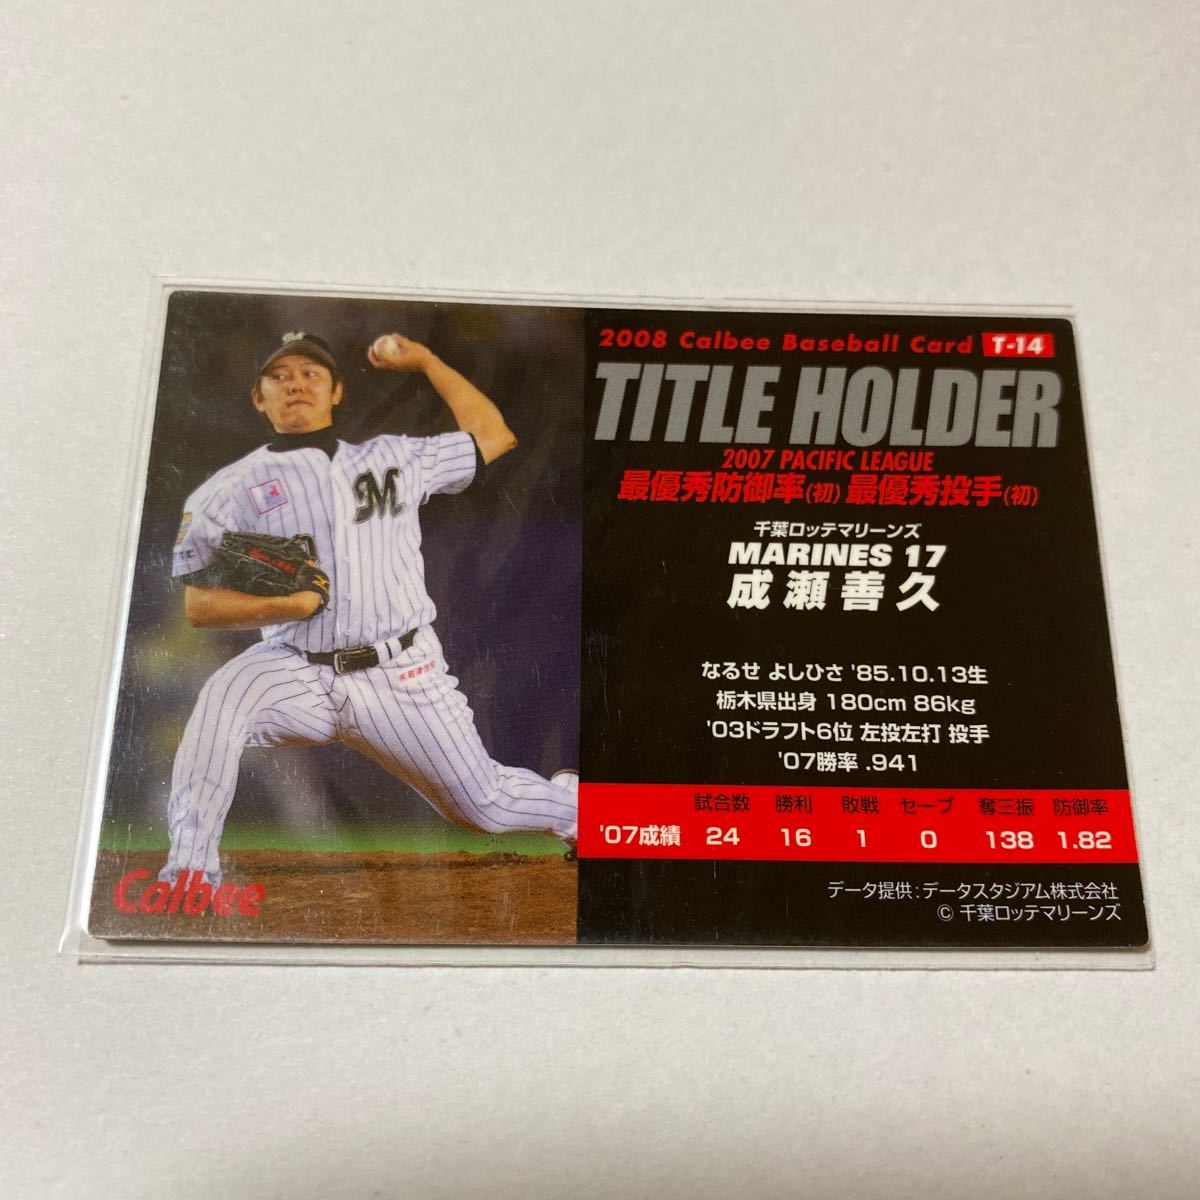 2008 Calbee Baseball Card T-14
TITLE HOLDER
2007 PACIFIC LEAGUE
最優秀防御率(初) 最優秀投手(初)
千葉ロッテマリーンズ
MARINES 17
成瀬善久
なるせ よしひさ '85.10.13生
栃木県出身 180cm 86kg
'03ドラフト6位 左投左打 投手
'07勝率 .941
試合数 勝利 敗戦 セーブ 奪三振 防御率
'07成績 24 16 1 0 138 1.82
データ提供:データスタジアム株式会社
© 千葉ロッテマリーンズ
M
Calbee